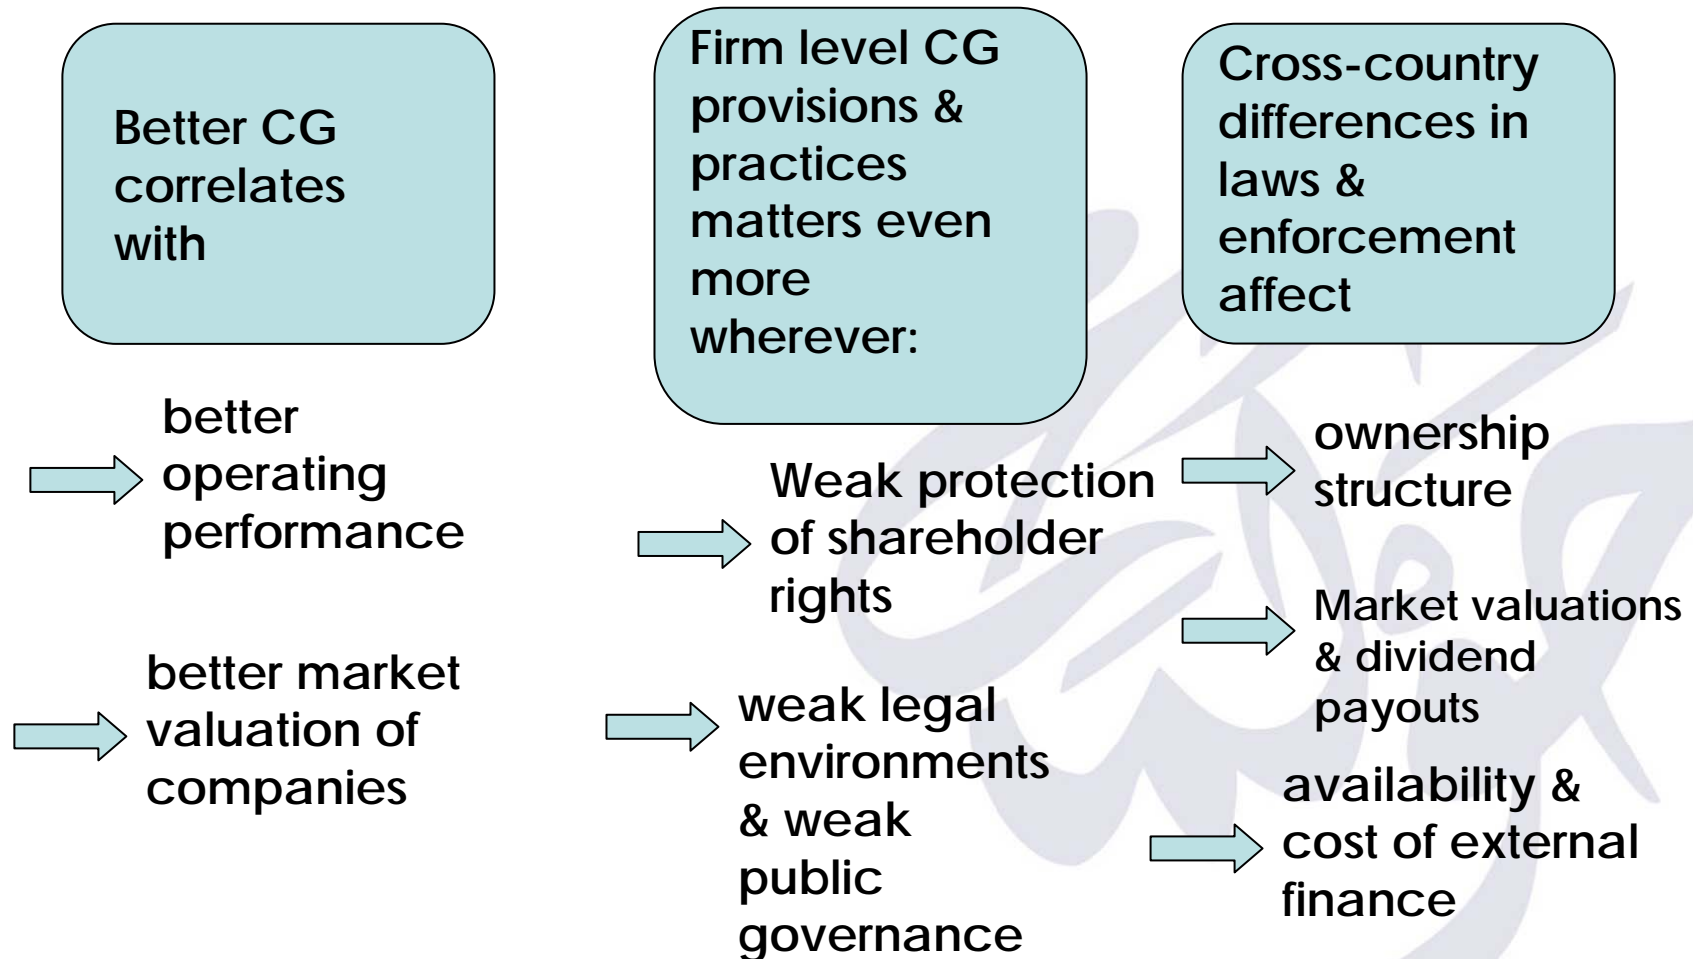 Better CG
correlates
with
better
operating
performance
better market
valuation of
companies
Firm level CG
provisions &
practices
matters even
more
wherever:
Weak protection
of shareholder
rights
weak legal
environments
& weak
public
governance
Cross-country
differences in
laws &
enforcement
affect
ownership
structure
Market valuations
& dividend
payouts
availability &
cost of external
finance